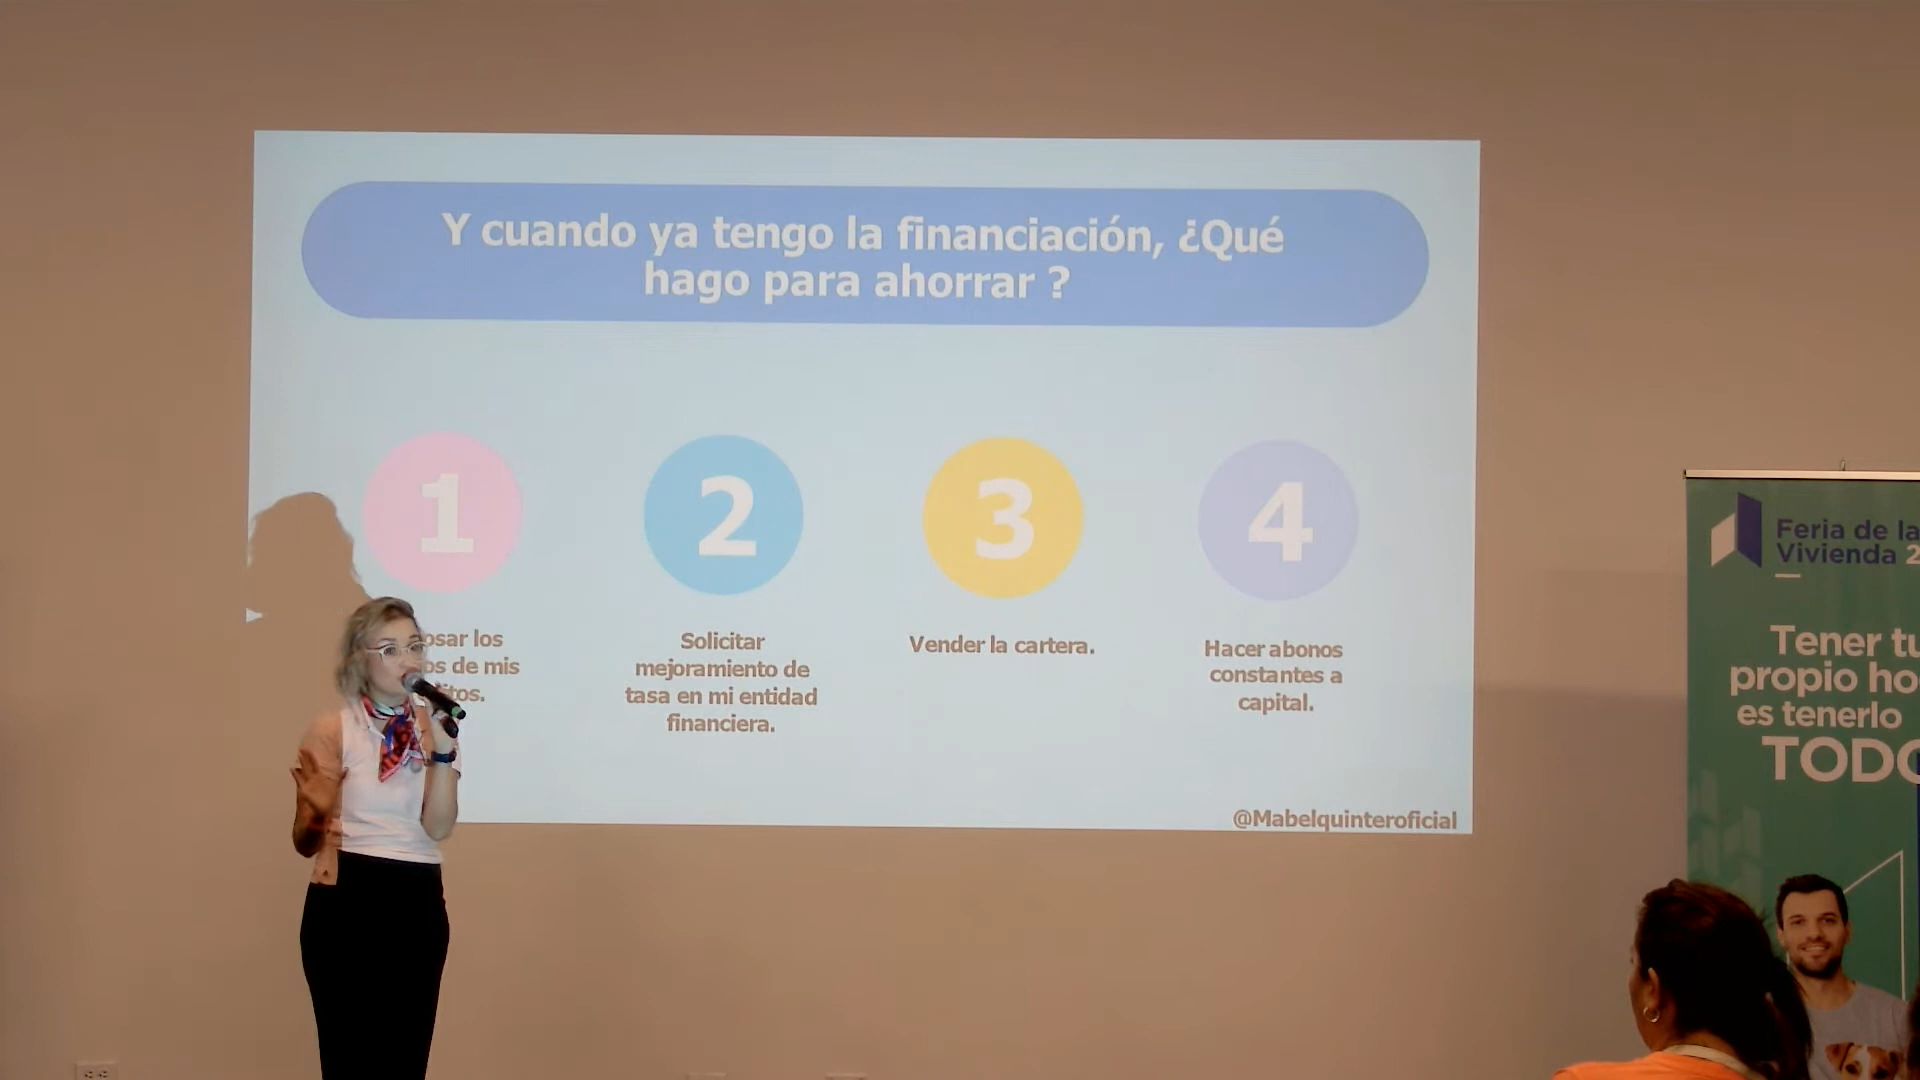 Y cuando ya tengo la financiación, ¿Qué
hago para ahorrar ?
1
2
3
4
los
de mis
Solicitar
mejoramiento de
tasa en mi entidad
financiera.
Vender la cartera.
Hacer abonos
constantes a
capital.
@Mabelquinteroficial
Feria de la
Vivienda 2
Tener tu
propio
es tenerlo